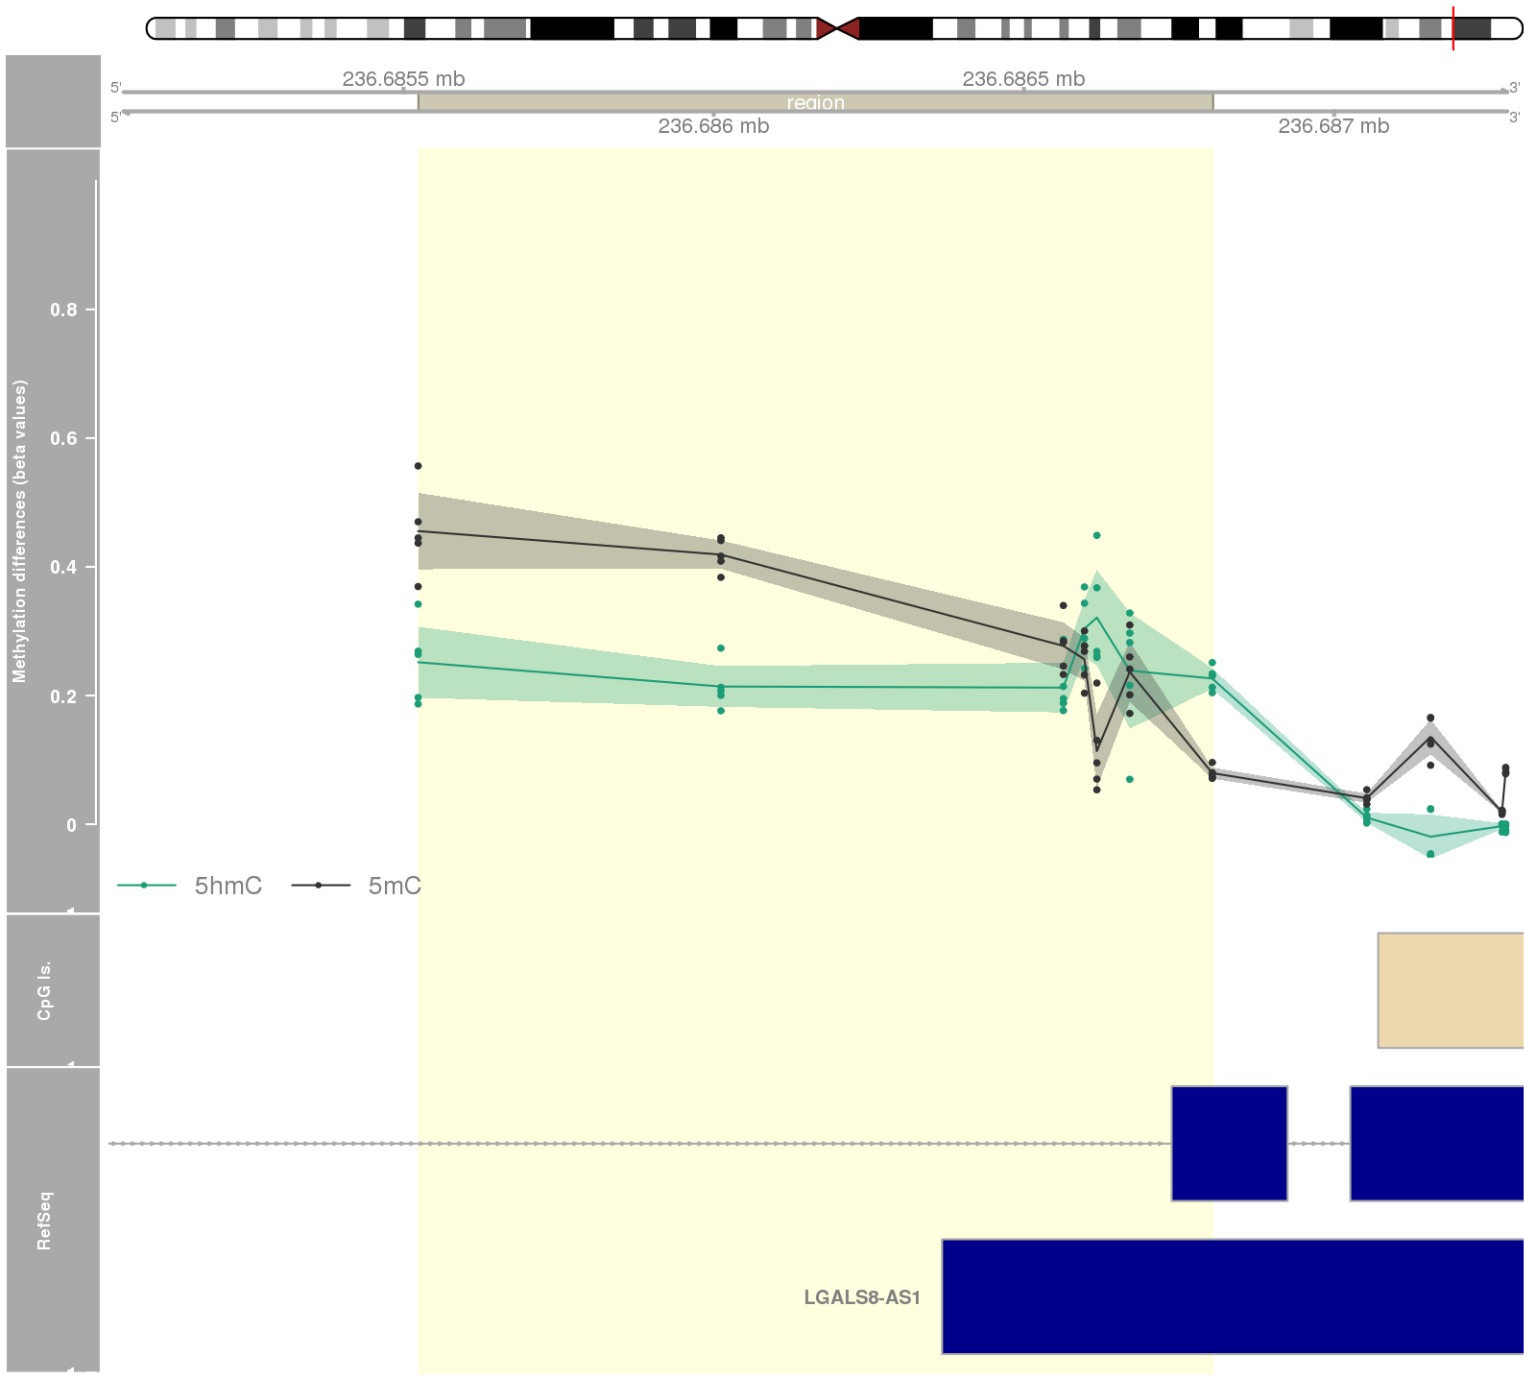 236.6855 mb
236.6865 mb
5'
3'
region
5'
3'
236.686 mb
236.687 mb
Methylation differences (beta values)
0.8
0.6
0.4
0.2
0
5hmC
5mC
CpG Is.
RefSeq
LGALS8-AS1